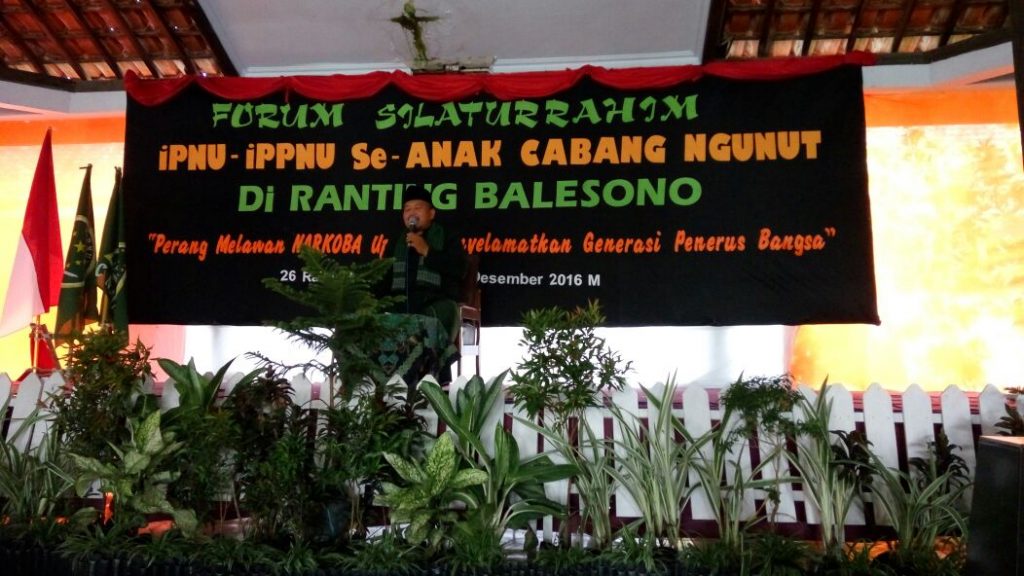 FORUM SILATURRAHIM
iPNU - iPPNU Se - ANAK CABANG NGUNUT
Di RANTING BALESONO
"Perang Melawan NARKOBA Generasi Penerus Bangsa"
26 Desember 2016 M